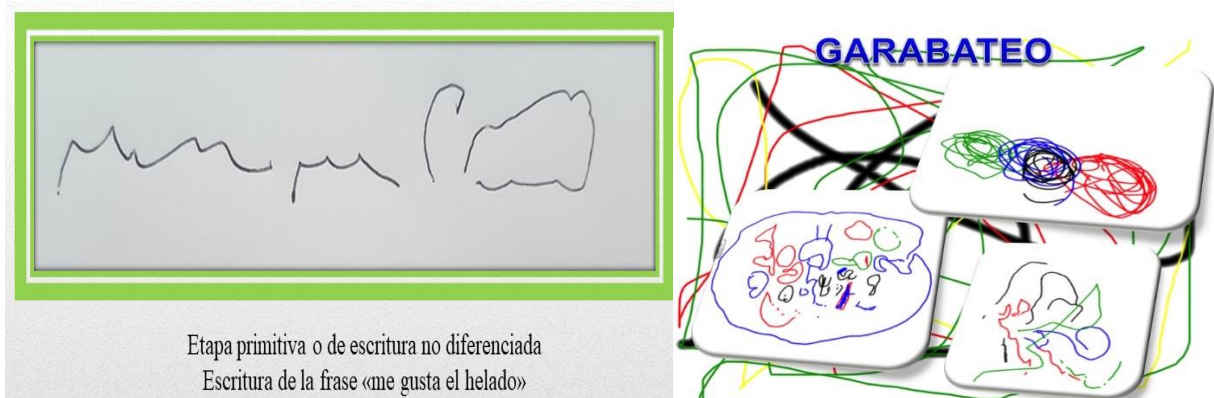 Etapa primitiva o de escritura no diferenciada
Escritura de la frase «me gusta el helado»
GARABATEO